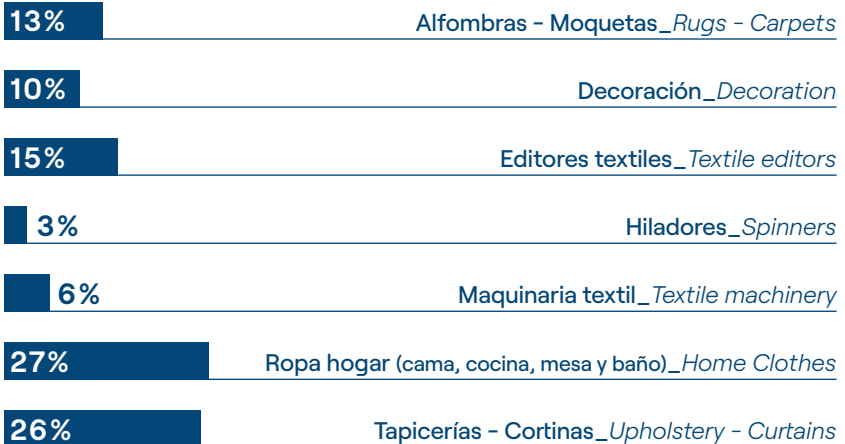 13% Alfombras - Moquetas_Rugs - Carpets
10% Decoración_Decoration
15% Editores textiles_Textile editors
3% Hiladores_Spinners
6% Maquinaria textil_Textile machinery
27% Ropa hogar (cama, cocina, mesa y baño)_Home Clothes
26% Tapicerías - Cortinas_Upholstery - Curtains